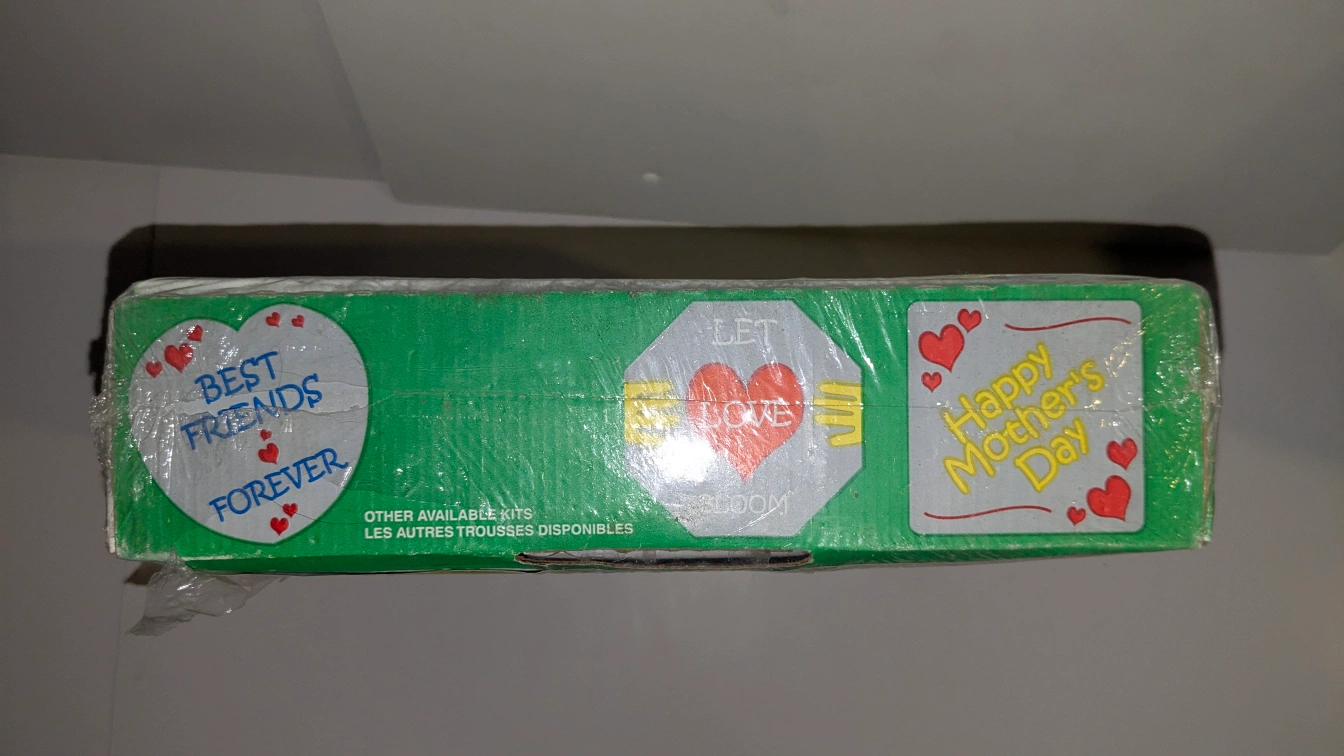 BEST
FRIENDS
FOREVER
OTHER AVAILABLE KITS
LES AUTRES TROUSSES DISPONIBLES
LET
LOVE
BLOOM
Happy
Mother's
Day